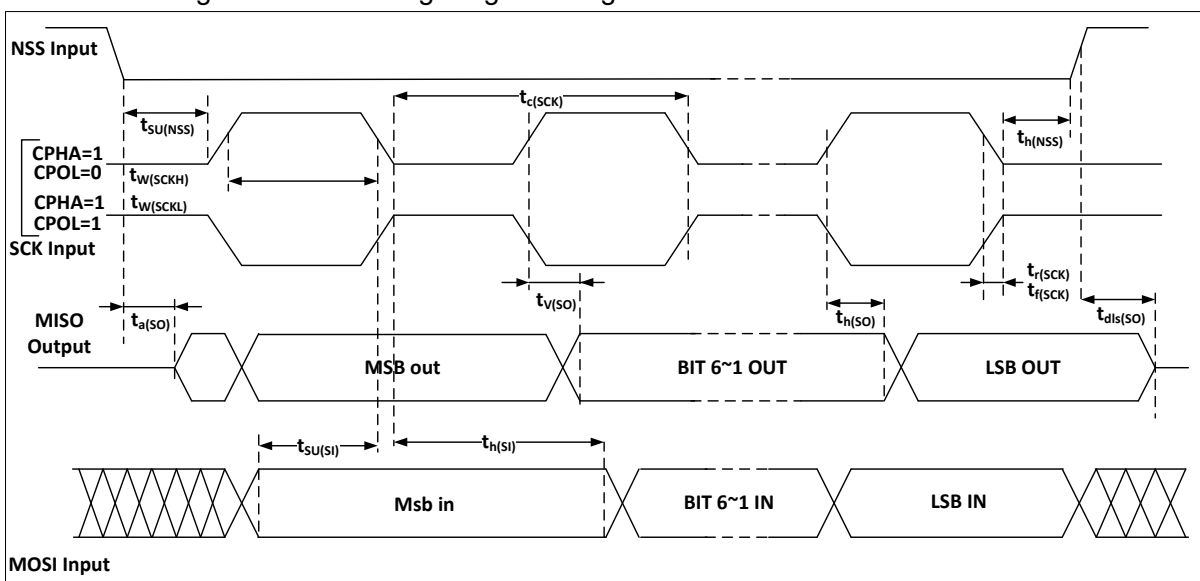 NSS Input
tc(SCK)
tSU(NSS)
th(NSS)
CPHA=1
CPOL=0
tW(SCKH)
CPHA=1
tW(SCKL)
CPOL=1
SCK Input
tr(SCK)
tV(SO)
tf(SCK)
ta(SO)
th(SO)
tdls(SO)
MISO
Output
MSB out
BIT 6~1 OUT
LSB OUT
tSU(SI)
th(SI)
Msb in
BIT 6~1 IN
LSB IN
MOSI Input